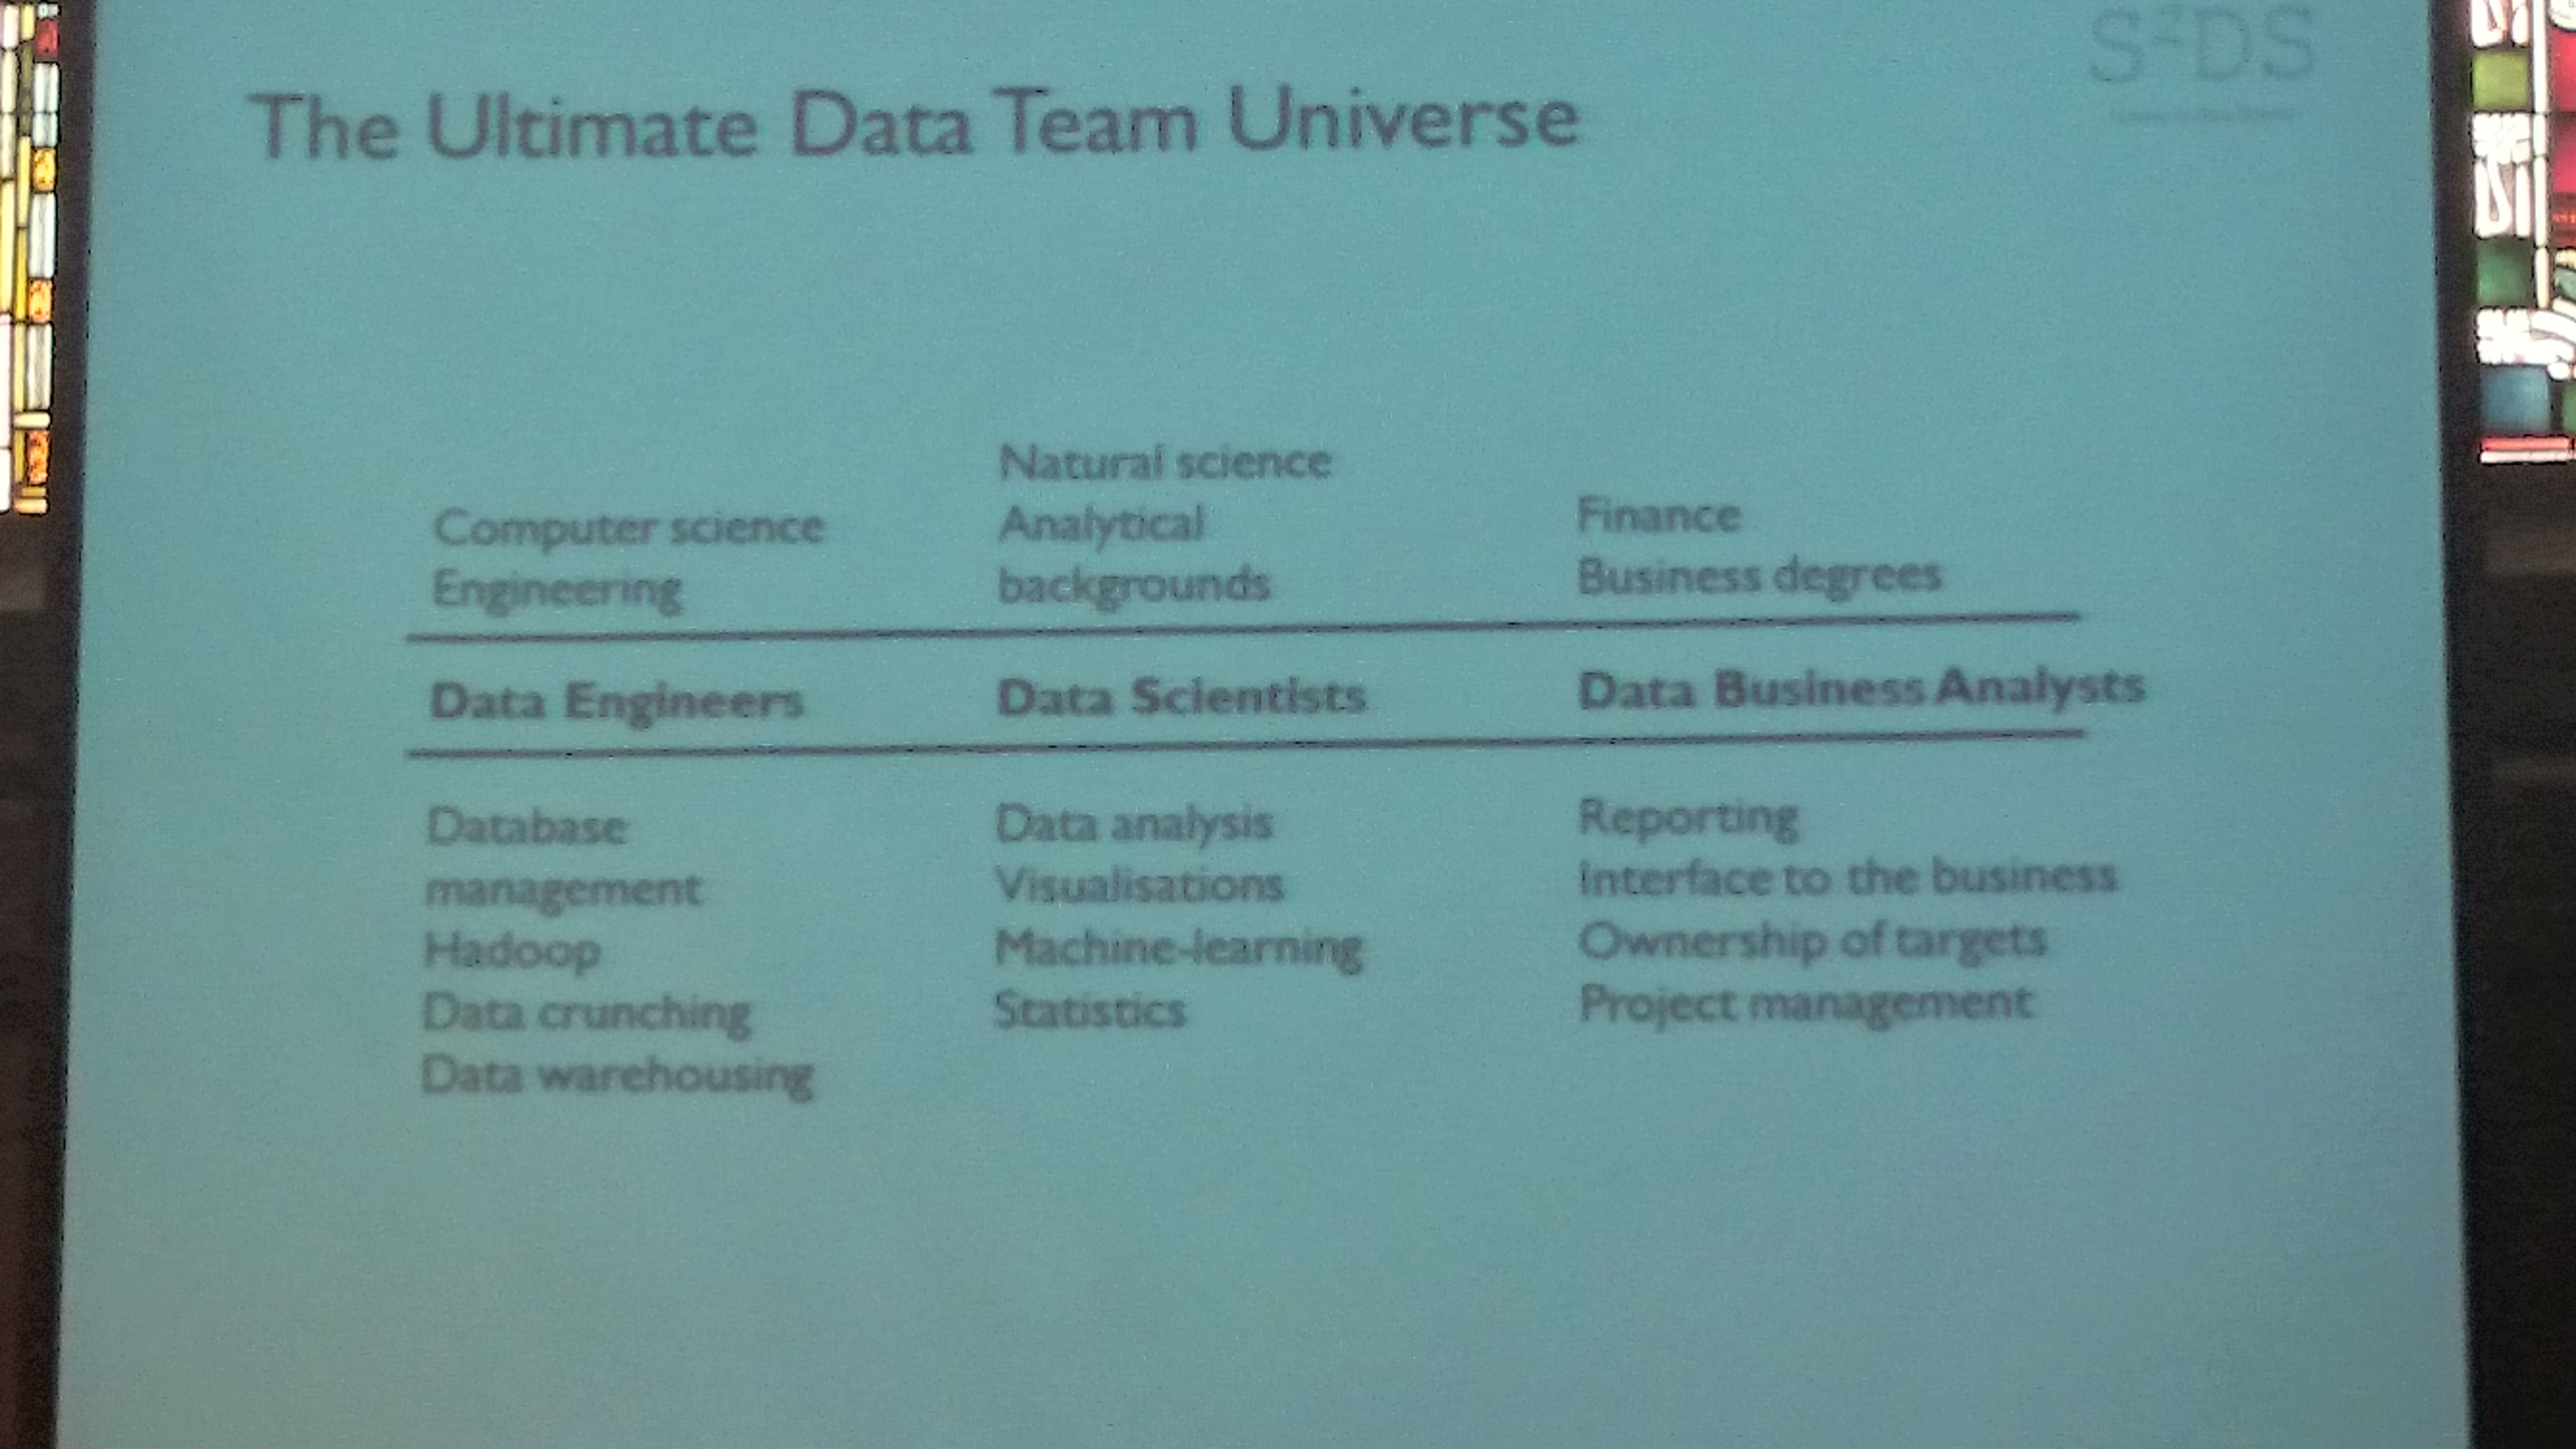 S²DS
The Ultimate Data Team Universe
Computer science
Engineering
Natural science
Analytical
backgrounds
Finance
Business degrees
Data Engineers
Data Scientists
Data Business Analysts
Database
management
Hadoop
Data crunching
Data warehousing
Data analysis
Visualisations
Machine-learning
Statistics
Reporting
Interface to the business
Ownership of targets
Project management